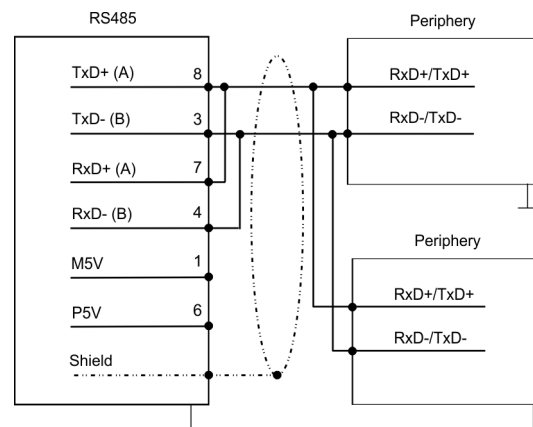 RS485
Periphery
TxD+ (A) 8
RxD+/TxD+
TxD- (B) 3
RxD-/TxD-
RxD+ (A) 7
RxD- (B) 4
Periphery
M5V 1
RxD+/TxD+
P5V 6
RxD-/TxD-
Shield